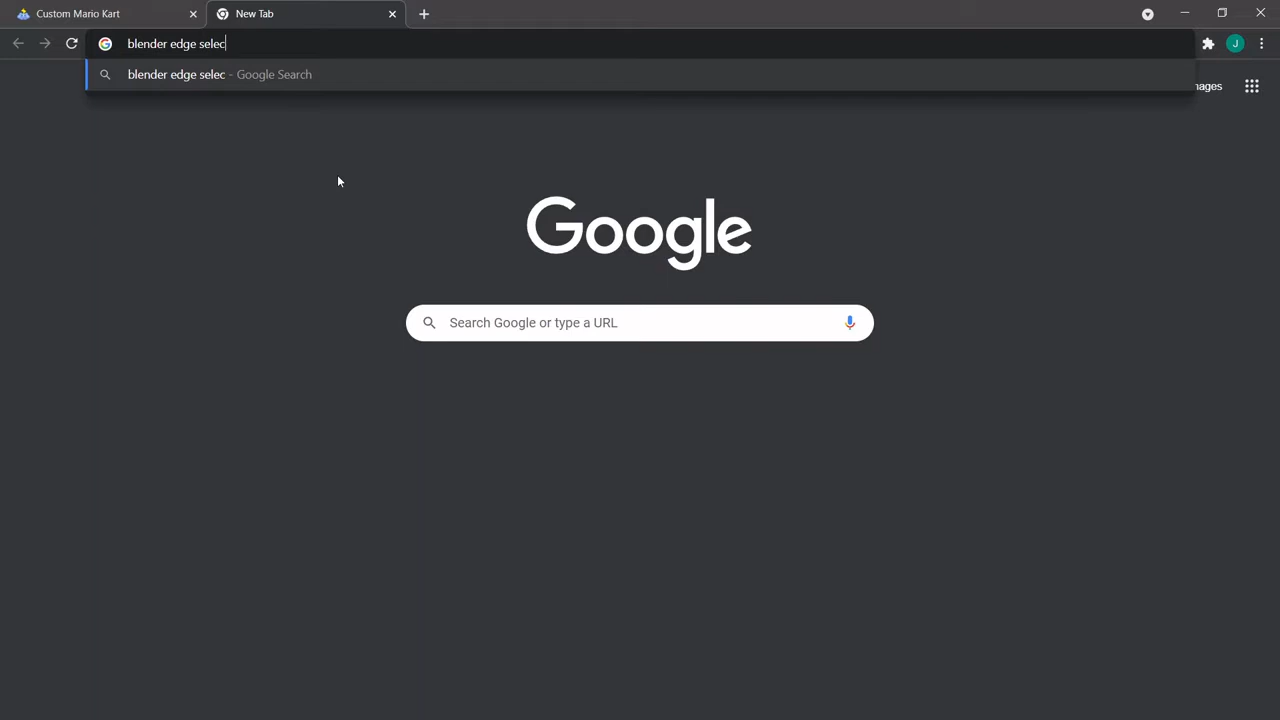 Custom Mario Kart
New Tab
blender edge selec
blender edge selec - Google Search
mages
Google
Search Google or type a URL
J